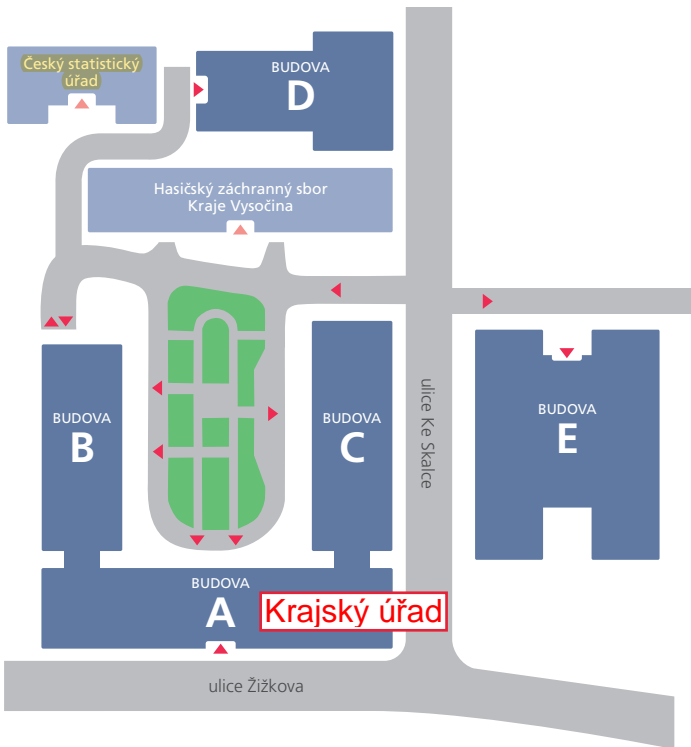 Český statistický
úřad
BUDOVA
D
Hasičský záchranný sbor
Kraje Vysočina
BUDOVA
B
BUDOVA
C
ulice Ke Skalce
BUDOVA
E
BUDOVA
A
Krajský úřad
ulice Žižkova